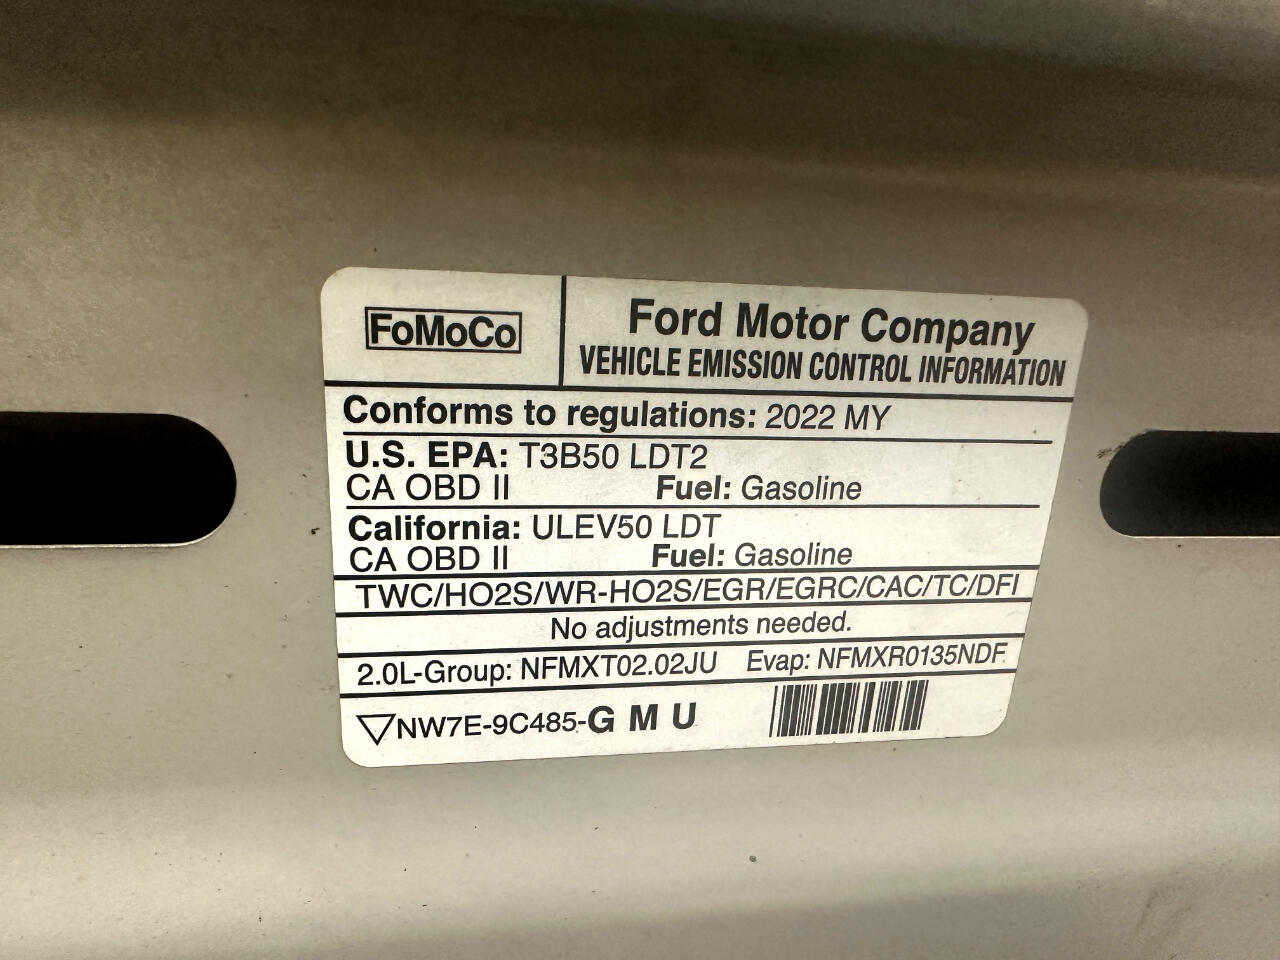 FoMoCo
Ford Motor Company
VEHICLE EMISSION CONTROL INFORMATION
Conforms to regulations: 2022 MY
U.S. EPA: T3B50 LDT2
CA OBD II Fuel: Gasoline
California: ULEV50 LDT
CA OBD II Fuel: Gasoline
TWC/HO2S/WR-HO2S/EGR/EGRC/CAC/TC/DFI
No adjustments needed.
2.0L-Group: NFMXT02.02JU Evap: NFMXR0135NDF
NW7E-9C485-G M U